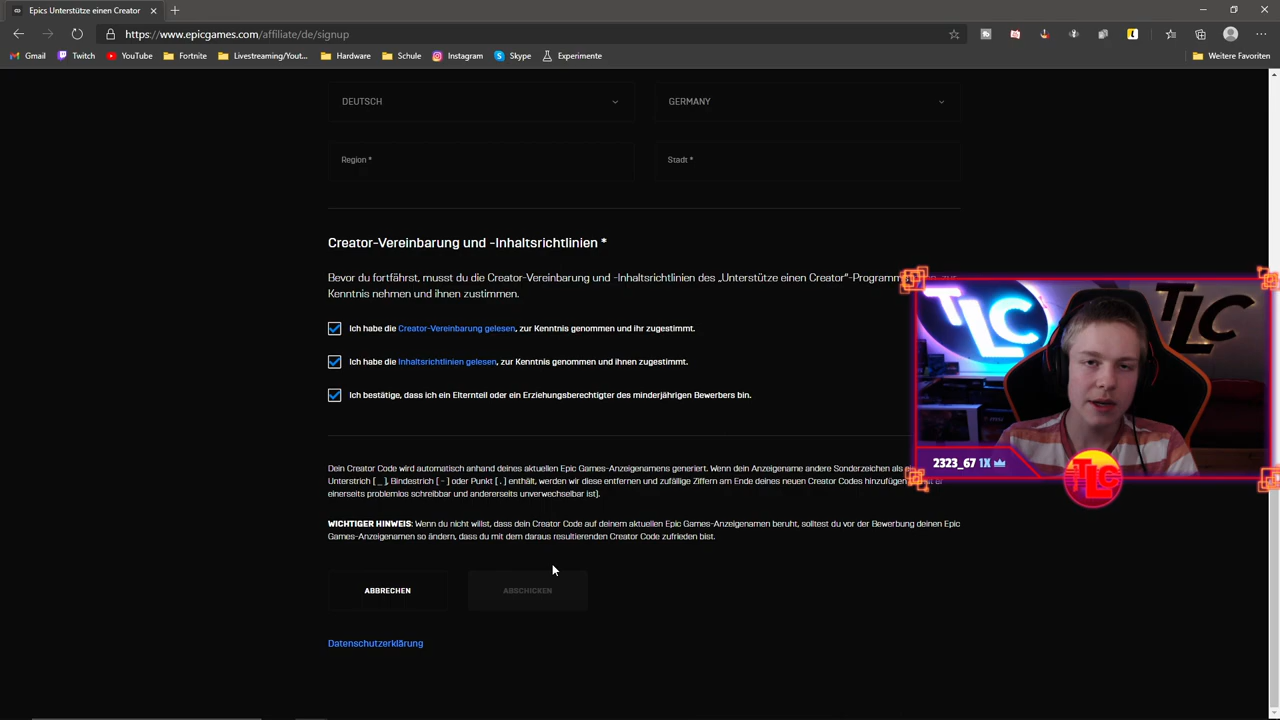 Epics Unterstütze einen Creator
https://www.epicgames.com/affiliate/de/signup
Gmail Twitch YouTube Fortnite Livestreaming/Yout... Hardware Schule Instagram Skype Experimente Weitere Favoriten
DEUTSCH GERMANY
Region * Stadt *
Creator-Vereinbarung und -Inhaltsrichtlinien *
Bevor du fortfährst, musst du die Creator-Vereinbarung und -Inhaltsrichtlinien des „Unterstütze einen Creator"-Programms zur
Kenntnis nehmen und ihnen zustimmen.
Ich habe die Creator-Vereinbarung gelesen, zur Kenntnis genommen und ihr zugestimmt.
Ich habe die Inhaltsrichtlinien gelesen, zur Kenntnis genommen und ihnen zugestimmt.
Ich bestätige, dass ich ein Elternteil oder ein Erziehungsberechtigter des minderjährigen Bewerbers bin.
Dein Creator Code wird automatisch anhand deines aktuellen Epic Games-Anzeigenamens generiert. Wenn dein Anzeigename andere Sonderzeichen als
Unterstrich [ _ ], Bindestrich [ - ] oder Punkt [ . ] enthält, werden wir diese entfernen und zufällige Ziffern am Ende deines neuen Creator Codes hinzufügen
einerseits problemlos schreibbar und andererseits unverwechselbar ist).
WICHTIGER HINWEIS: Wenn du nicht willst, dass dein Creator Code auf deinem aktuellen Epic Games-Anzeigenamen beruht, solltest du vor der Bewerbung deinen Epic
Games-Anzeigenamen so ändern, dass du mit dem daraus resultierenden Creator Code zufrieden bist.
ABBRECHEN ABSCHICKEN
Datenschutzerklärung
TLC TLC
2323_67 1X
TLC